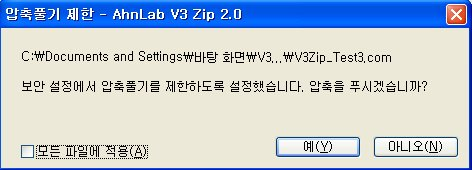 압축풀기 제한 - AhnLab V3 Zip 2.0
C:₩Documents and Settings₩바탕 화면₩V3...₩V3Zip_Test3.com
보안 설정에서 압축풀기를 제한하도록 설정했습니다. 압축을 푸시겠습니까?
모든 파일에 적용(A)
예(Y)
아니오(N)